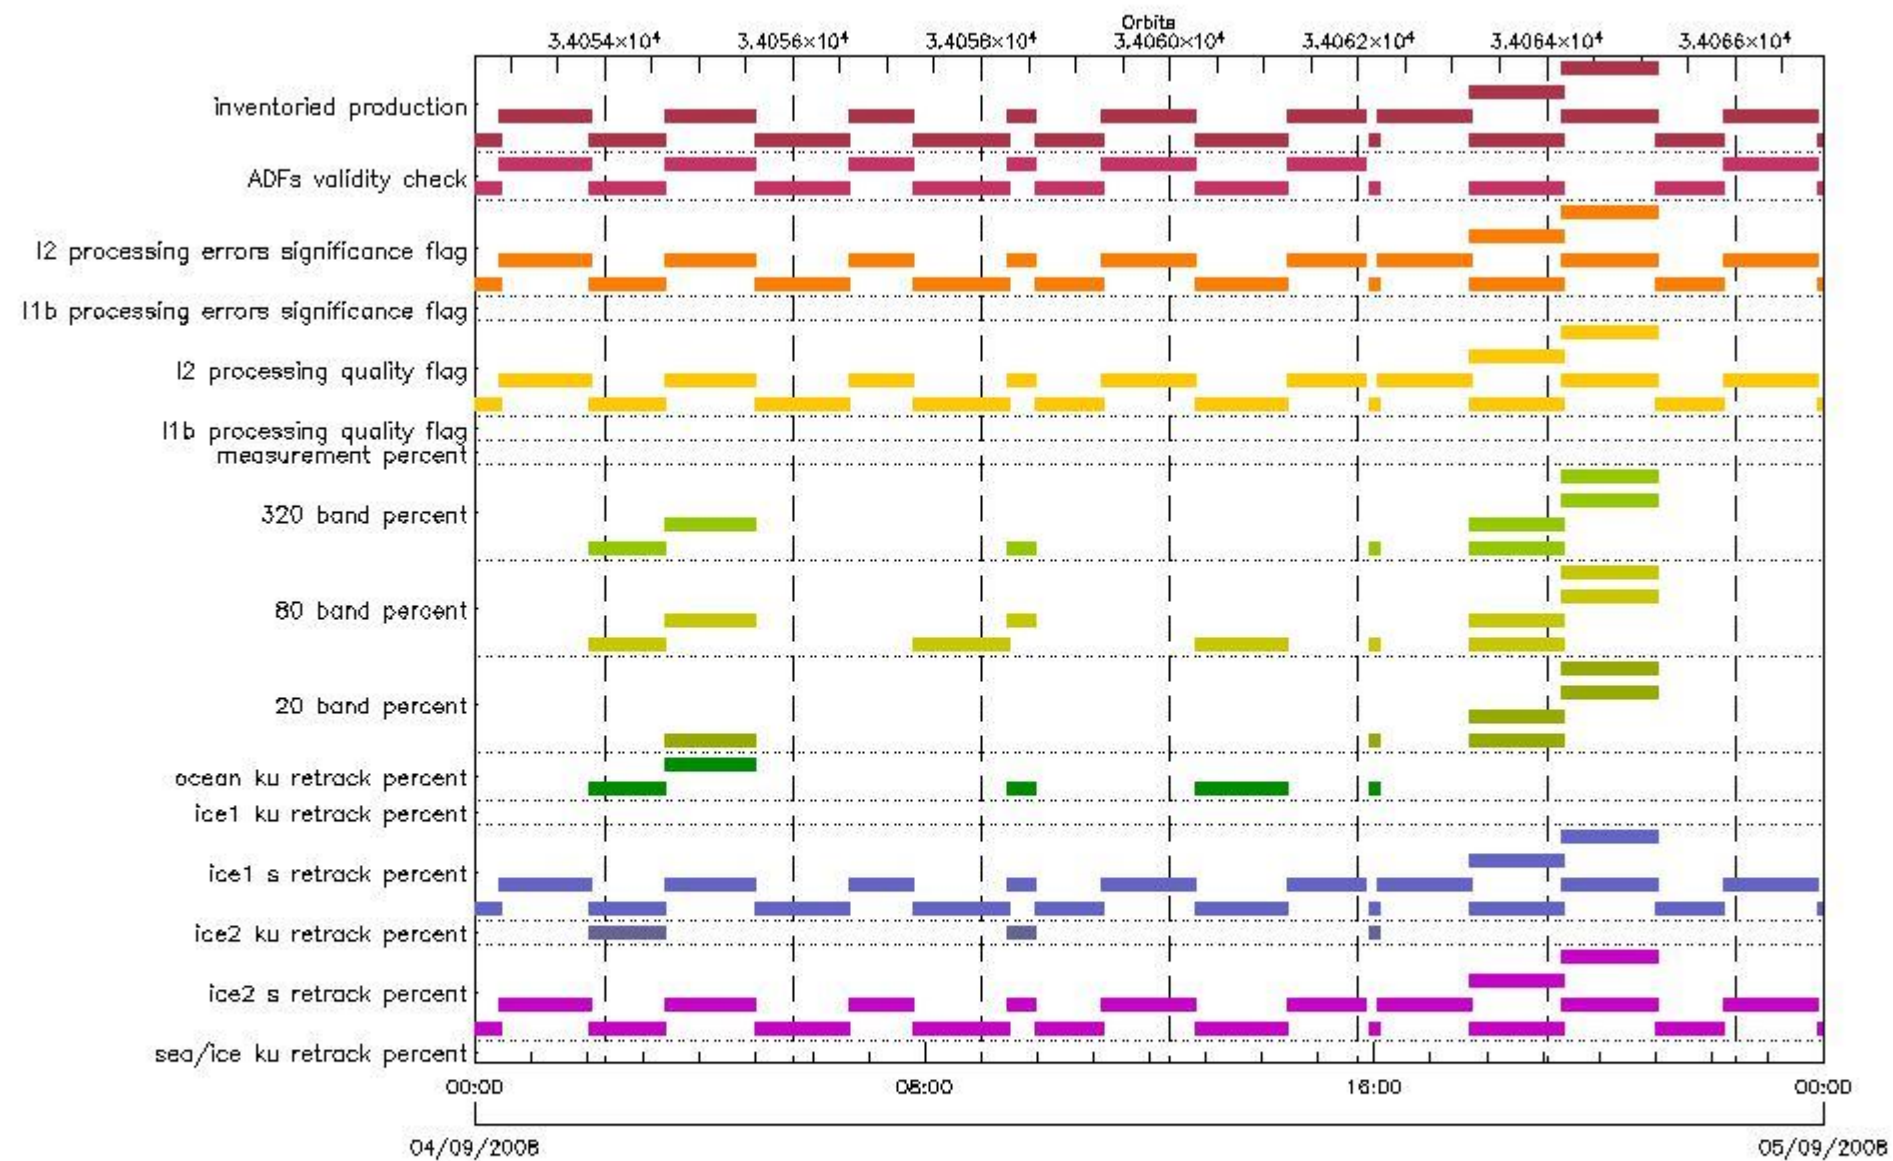 Orbits
3.4054×10⁴ 3.4056×10⁴ 3.4058×10⁴ 3.4060×10⁴ 3.4062×10⁴ 3.4064×10⁴ 3.4066×10⁴
inventoried production
ADFs validity check
l2 processing errors significance flag
l1b processing errors significance flag
l2 processing quality flag
l1b processing quality flag
measurement percent
320 band percent
80 band percent
20 band percent
ocean ku retrack percent
ice1 ku retrack percent
ice1 s retrack percent
ice2 ku retrack percent
ice2 s retrack percent
sea/ice ku retrack percent
00:00 08:00 16:00 00:00
04/09/2008 05/09/2008